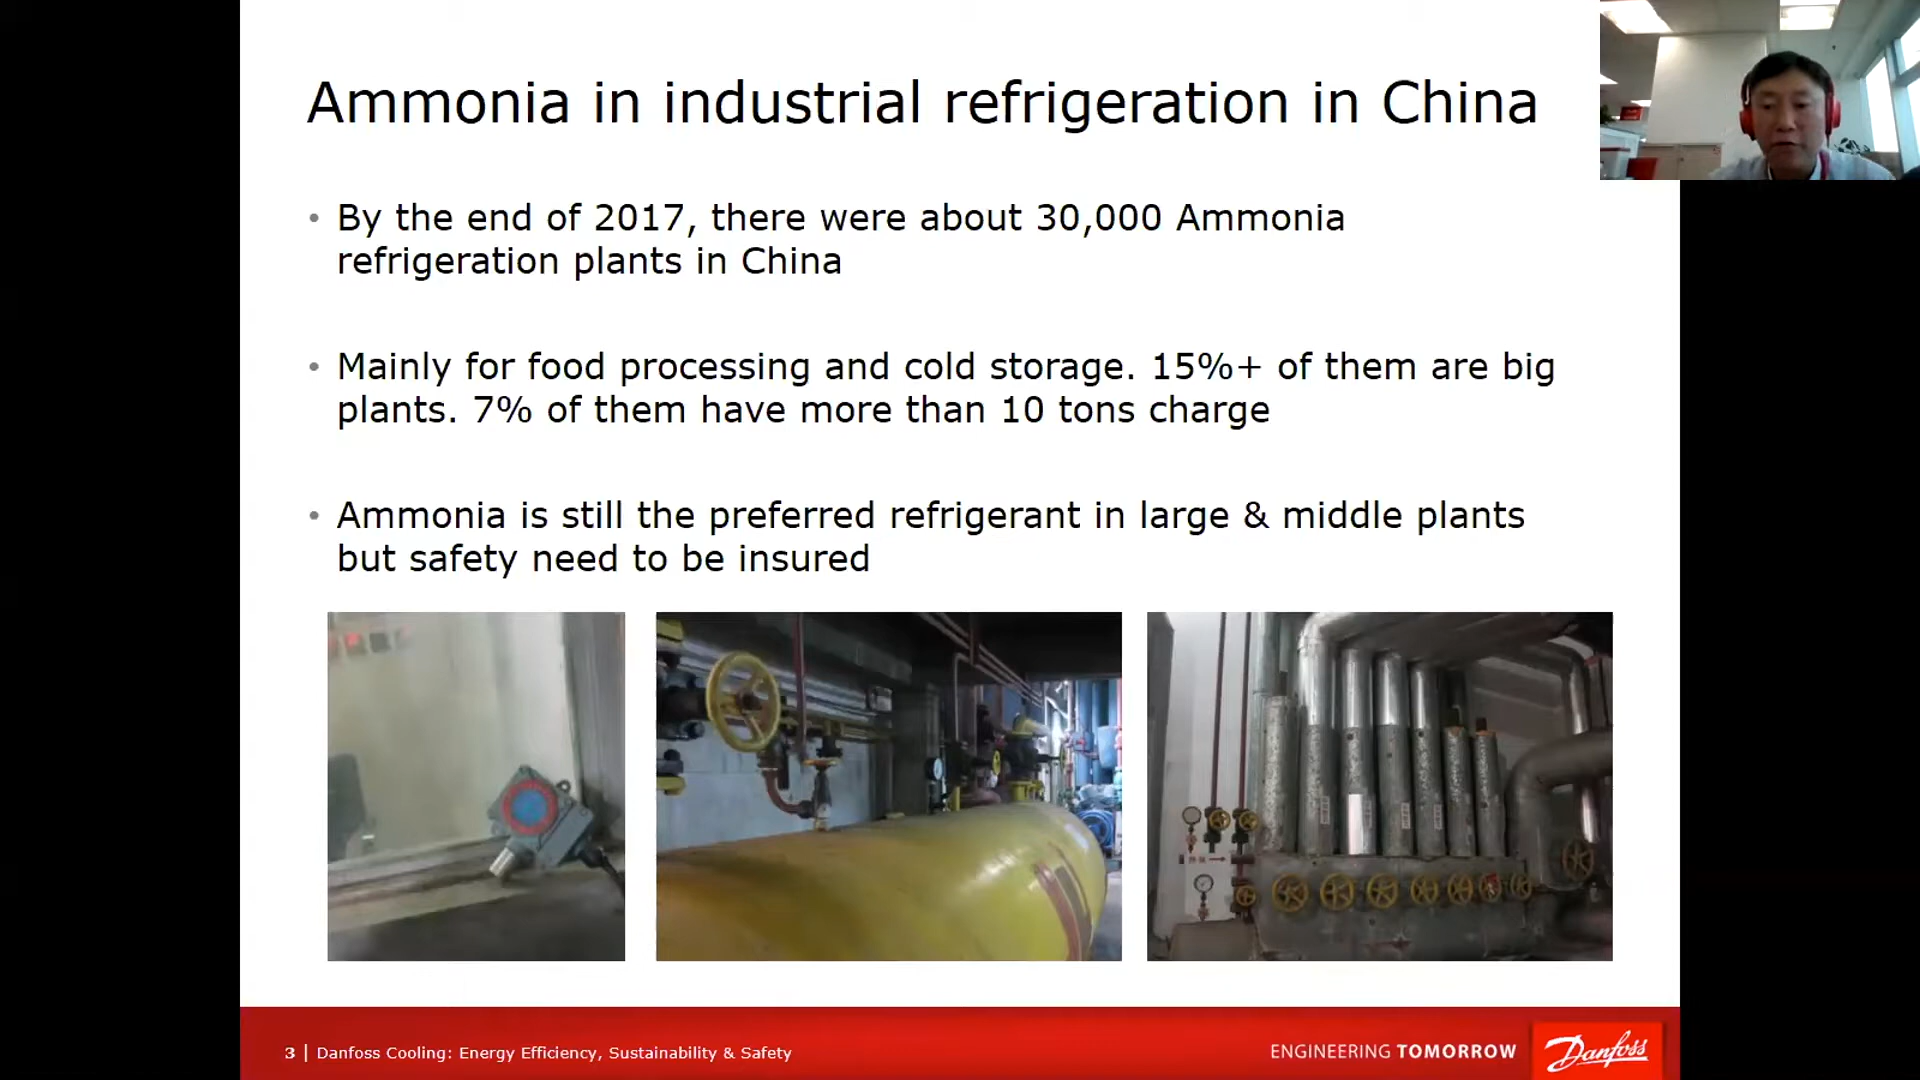 Ammonia in industrial refrigeration in China
• By the end of 2017, there were about 30,000 Ammonia
refrigeration plants in China
• Mainly for food processing and cold storage. 15%+ of them are big
plants. 7% of them have more than 10 tons charge
• Ammonia is still the preferred refrigerant in large & middle plants
but safety need to be insured
3 | Danfoss Cooling: Energy Efficiency, Sustainability & Safety
ENGINEERING TOMORROW
Danfoss